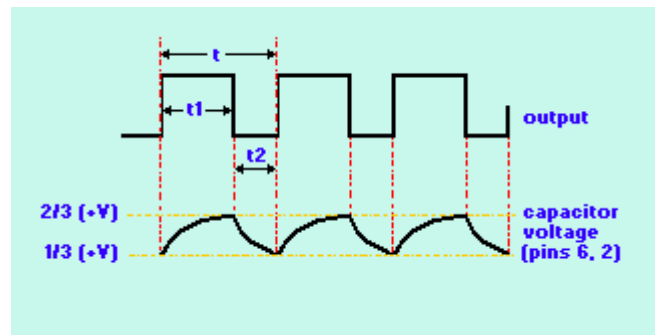 t
t1
output
t2
2/3 (+V)
capacitor
voltage
1/3 (+V)
(pins 6, 2)